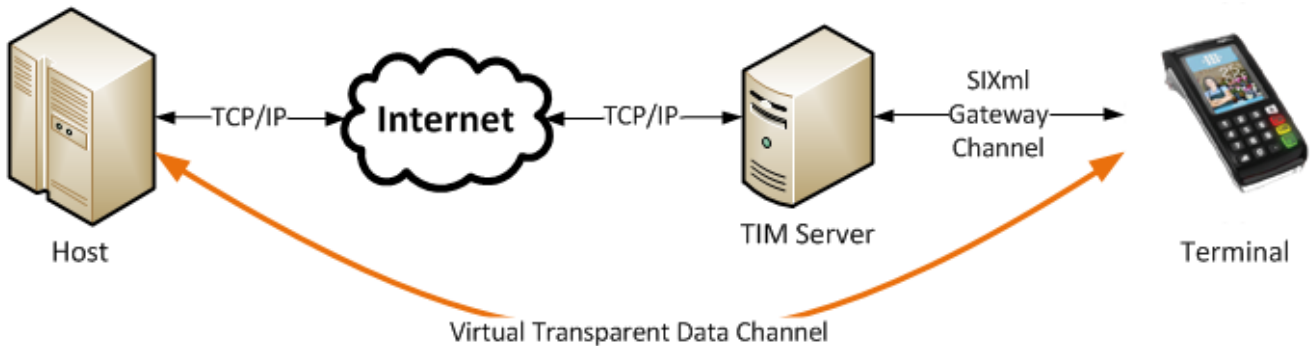 TCP/IP
Internet
TCP/IP
SIXml
Gateway
Channel
Host
TIM Server
Terminal
Virtual Transparent Data Channel